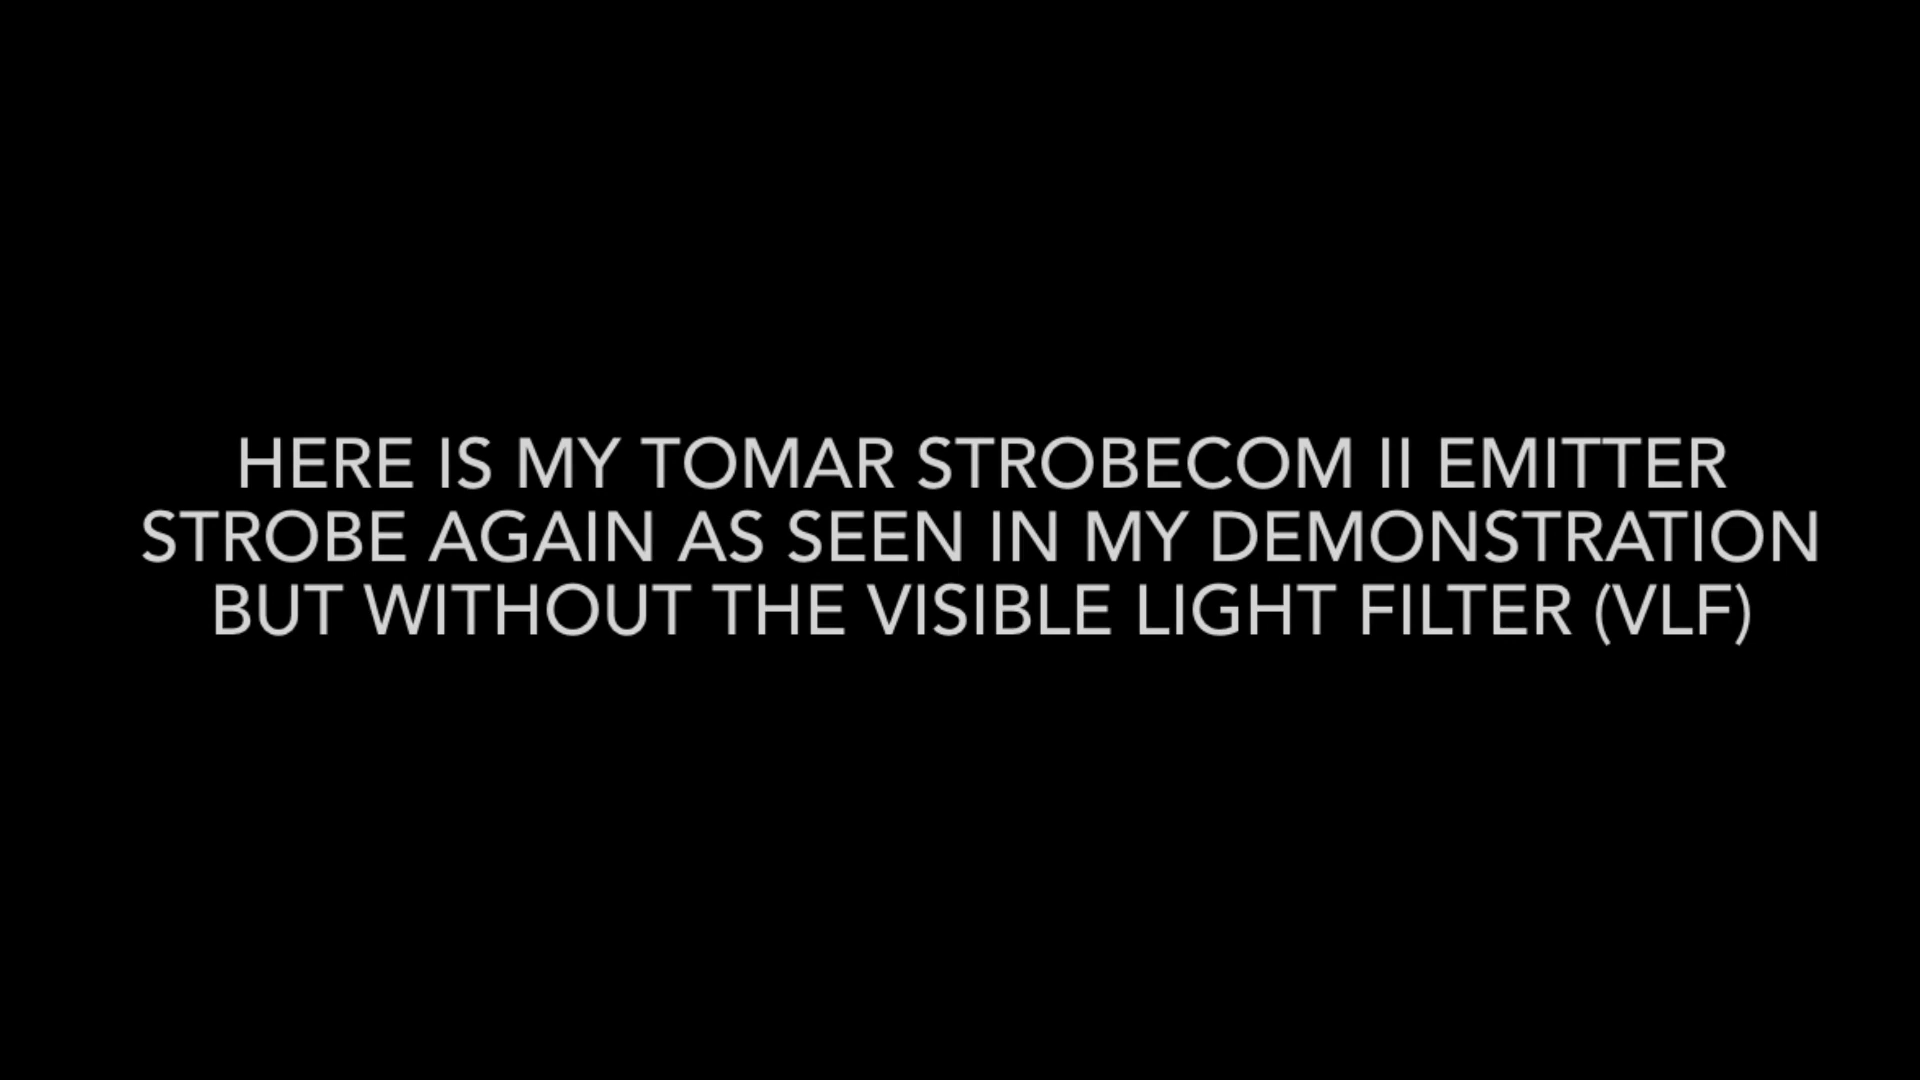 HERE IS MY TOMAR STROBECOM II EMITTER
STROBE AGAIN AS SEEN IN MY DEMONSTRATION
BUT WITHOUT THE VISIBLE LIGHT FILTER (VLF)